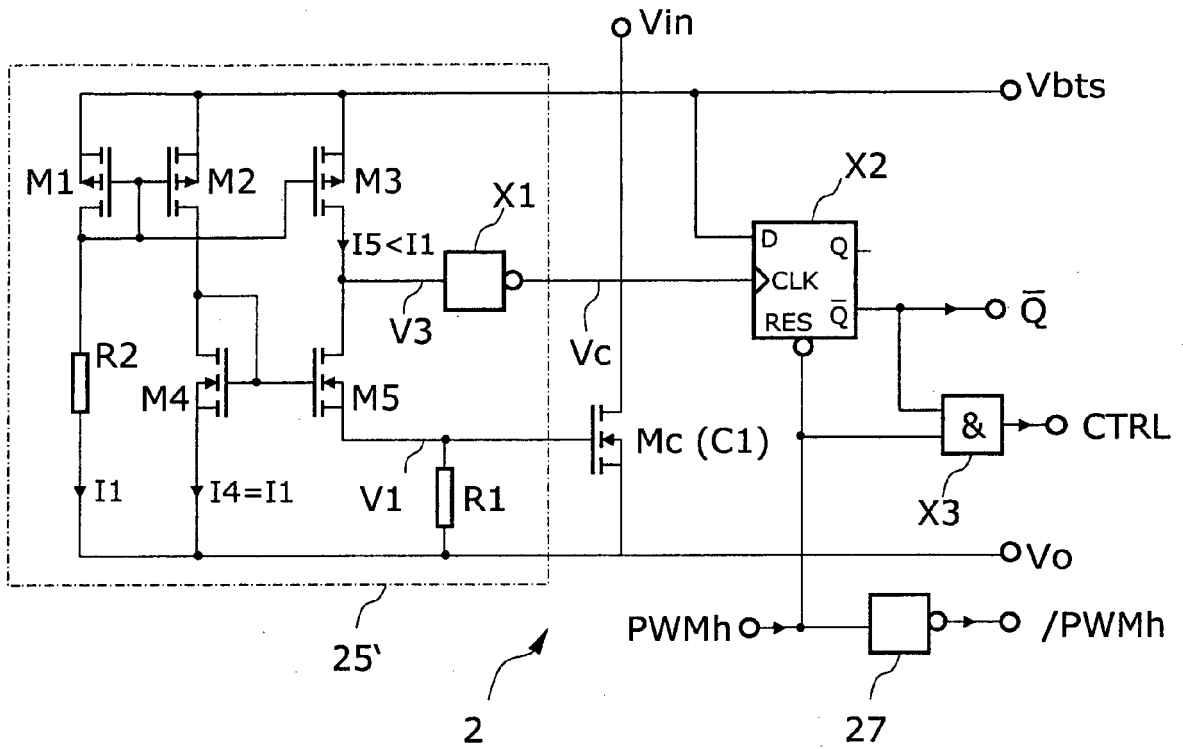 Vin
Vbts
M1
M2
M3
X1
X2
I5<I1
D
Q
CLK
RES
Q̅
Q̅
V3
Vc
R2
M4
M5
Mc (C1)
&
CTRL
I1
I4=I1
V1
R1
X3
Vo
PWMh
/PWMh
25'
2
27